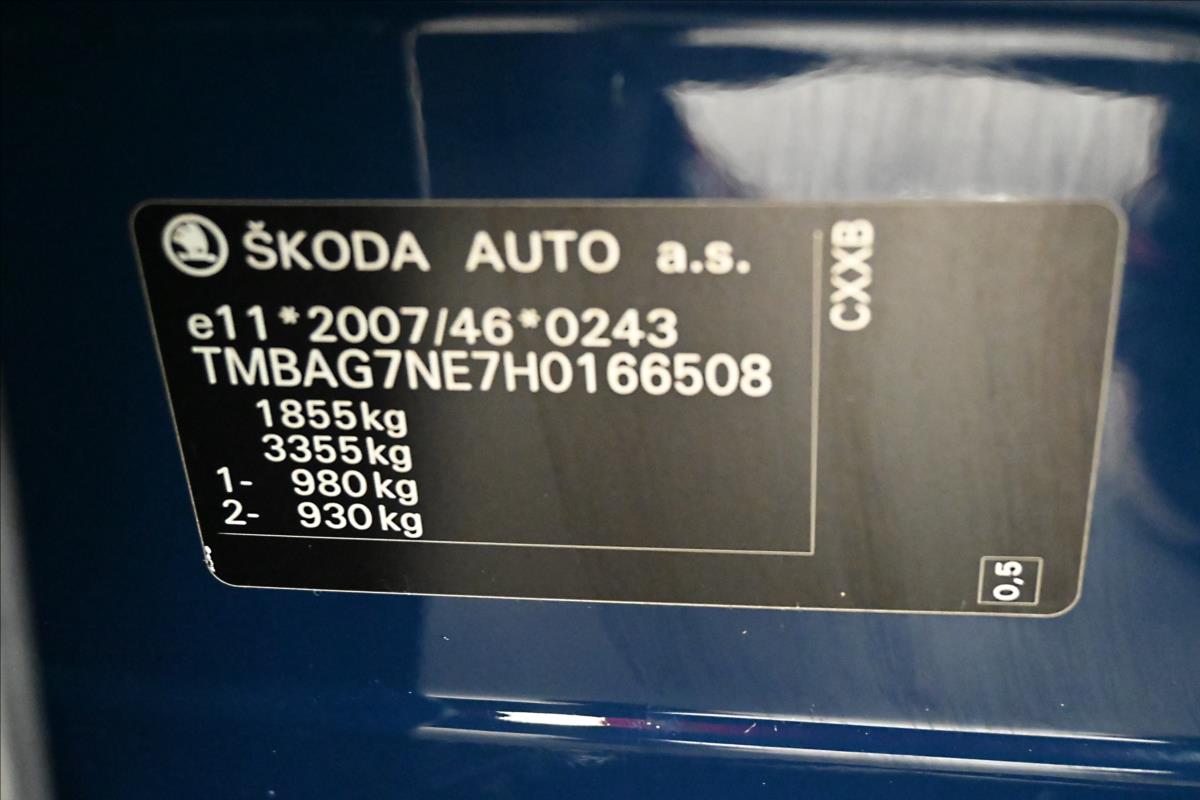 ŠKODA AUTO a.s.
e11*2007/46*0243
TMBAG7NE7H0166508
1855kg
3355kg
1- 980kg
2- 930kg
CXXB
0,5